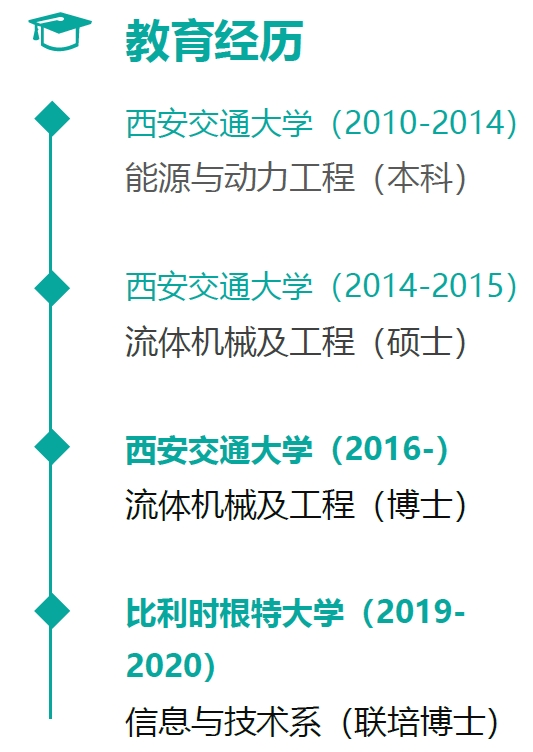 教育经历
西安交通大学（2010-2014）
能源与动力工程（本科）
西安交通大学（2014-2015）
流体机械及工程（硕士）
西安交通大学（2016-）
流体机械及工程（博士）
比利时根特大学（2019-
2020）
信息与技术系（联培博士）